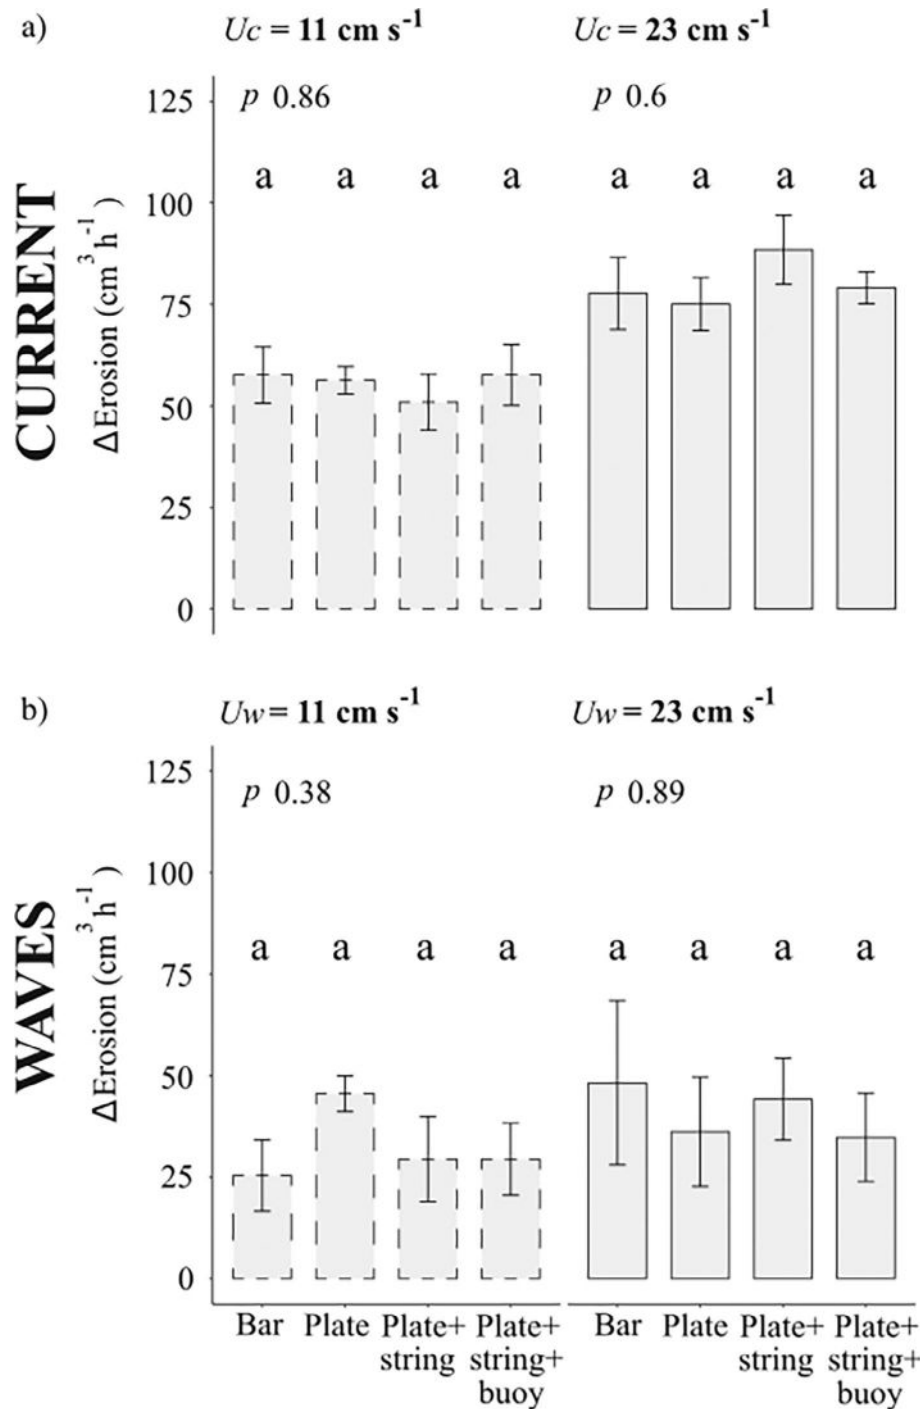 a)
Uc = 11 cm s⁻¹
Uc = 23 cm s⁻¹
CURRENT
ΔErosion (cm³h⁻¹)
125
100
75
50
25
0
p 0.86
a a a a
p 0.6
a a a a
b)
Uw = 11 cm s⁻¹
Uw = 23 cm s⁻¹
WAVES
ΔErosion (cm³h⁻¹)
125
100
75
50
25
0
p 0.38
a a a a
p 0.89
a a a a
Bar
Plate
Plate+
string
Plate+
string+
buoy
Bar
Plate
Plate+
string
Plate+
string+
buoy